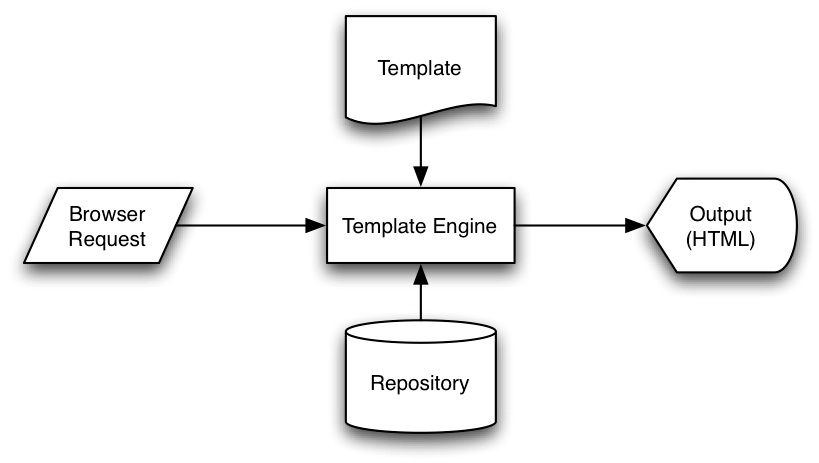 Template
Browser
Request
Template Engine
Output
(HTML)
Repository